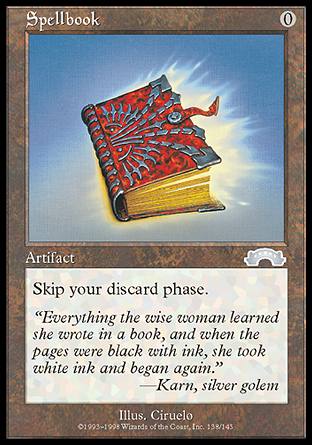 Spellbook 0
Artifact
Skip your discard phase.
“Everything the wise woman learned
she wrote in a book, and when the
pages were black with ink, she took
white ink and began again.”
—Karn, silver golem
Illus. Ciruelo
©1993–1998 Wizards of the Coast, Inc. 138/143